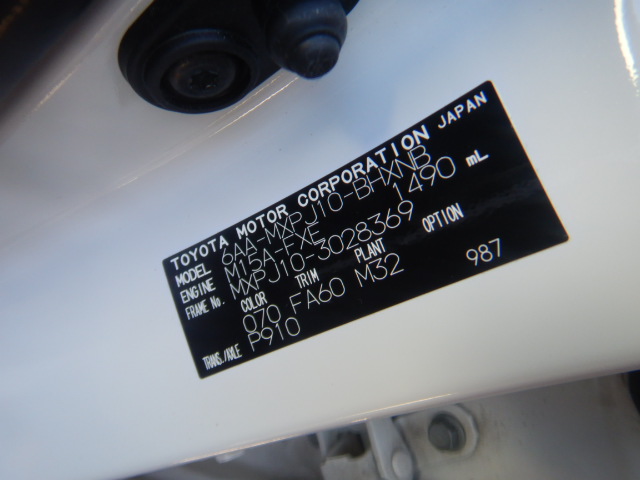 TOYOTA MOTOR CORPORATION JAPAN
MODEL 6AA-MXPJ10-BHXNB
ENGINE M15A-FXE 1490 mL
FRAME No. MXPJ10-3028369
COLOR TRIM PLANT OPTION
070 FA60 M32 987
TRANS./AXLE P910